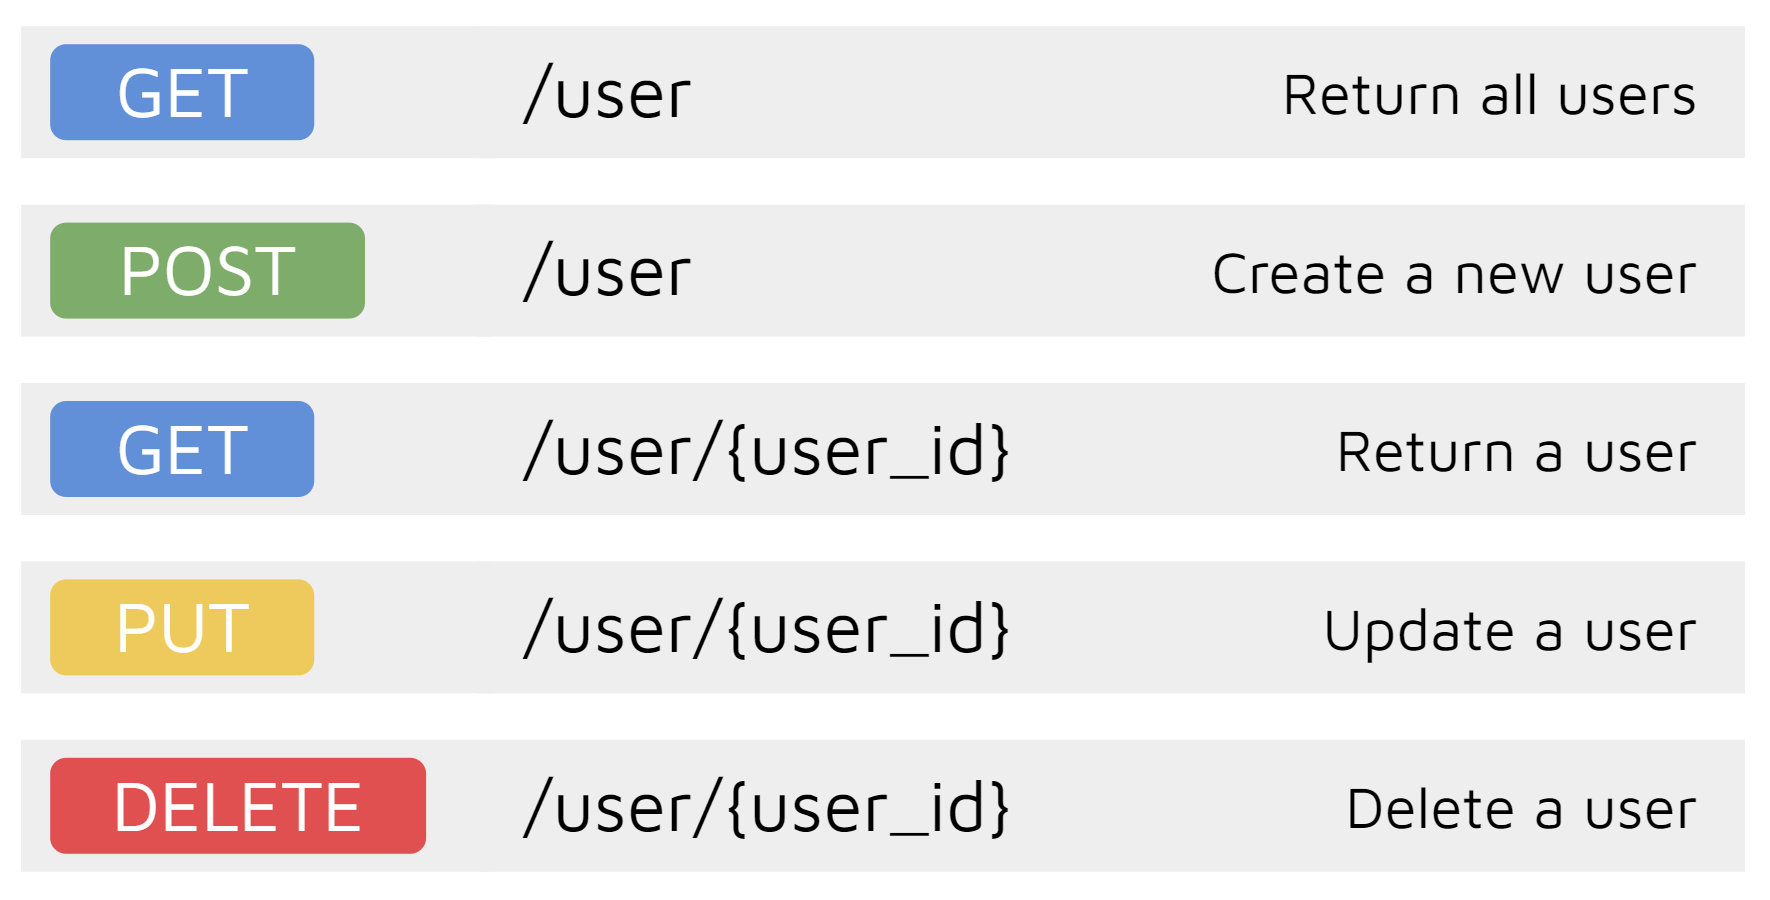 GET /user Return all users
POST /user Create a new user
GET /user/{user_id} Return a user
PUT /user/{user_id} Update a user
DELETE /user/{user_id} Delete a user